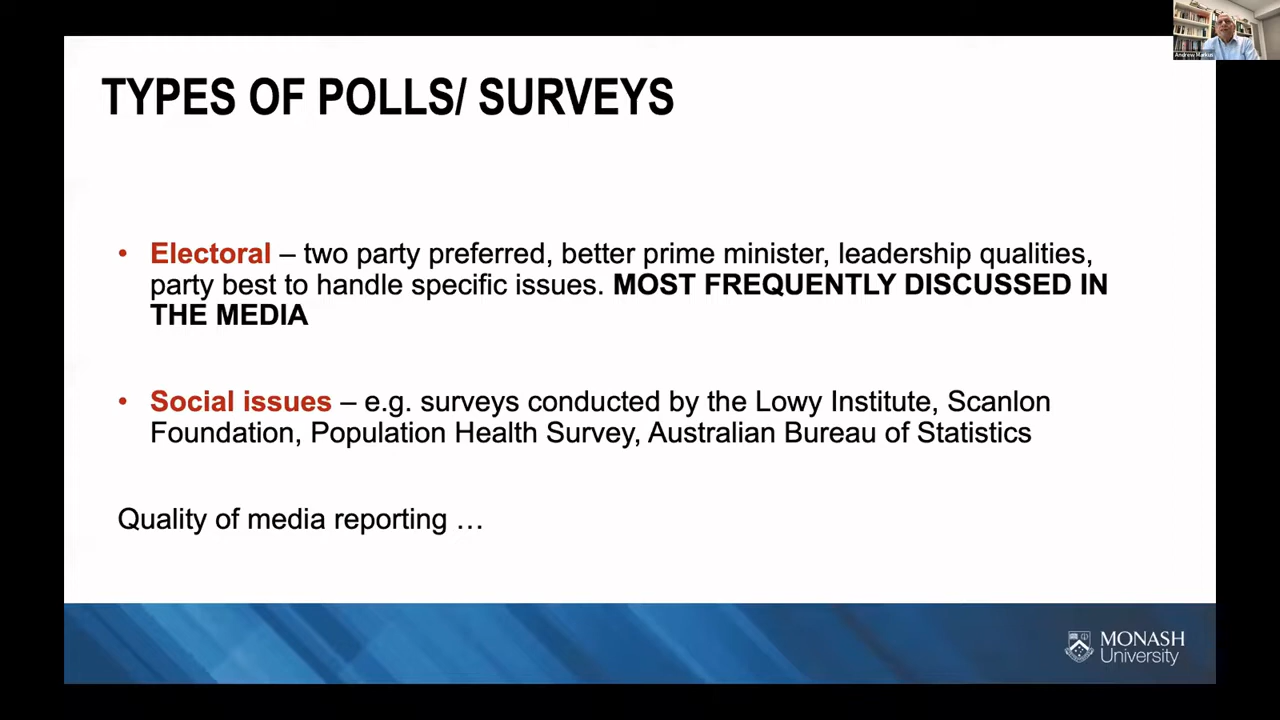 Andrew Markus
TYPES OF POLLS/ SURVEYS
• Electoral – two party preferred, better prime minister, leadership qualities,
party best to handle specific issues. MOST FREQUENTLY DISCUSSED IN
THE MEDIA
• Social issues – e.g. surveys conducted by the Lowy Institute, Scanlon
Foundation, Population Health Survey, Australian Bureau of Statistics
Quality of media reporting …
MONASH
University